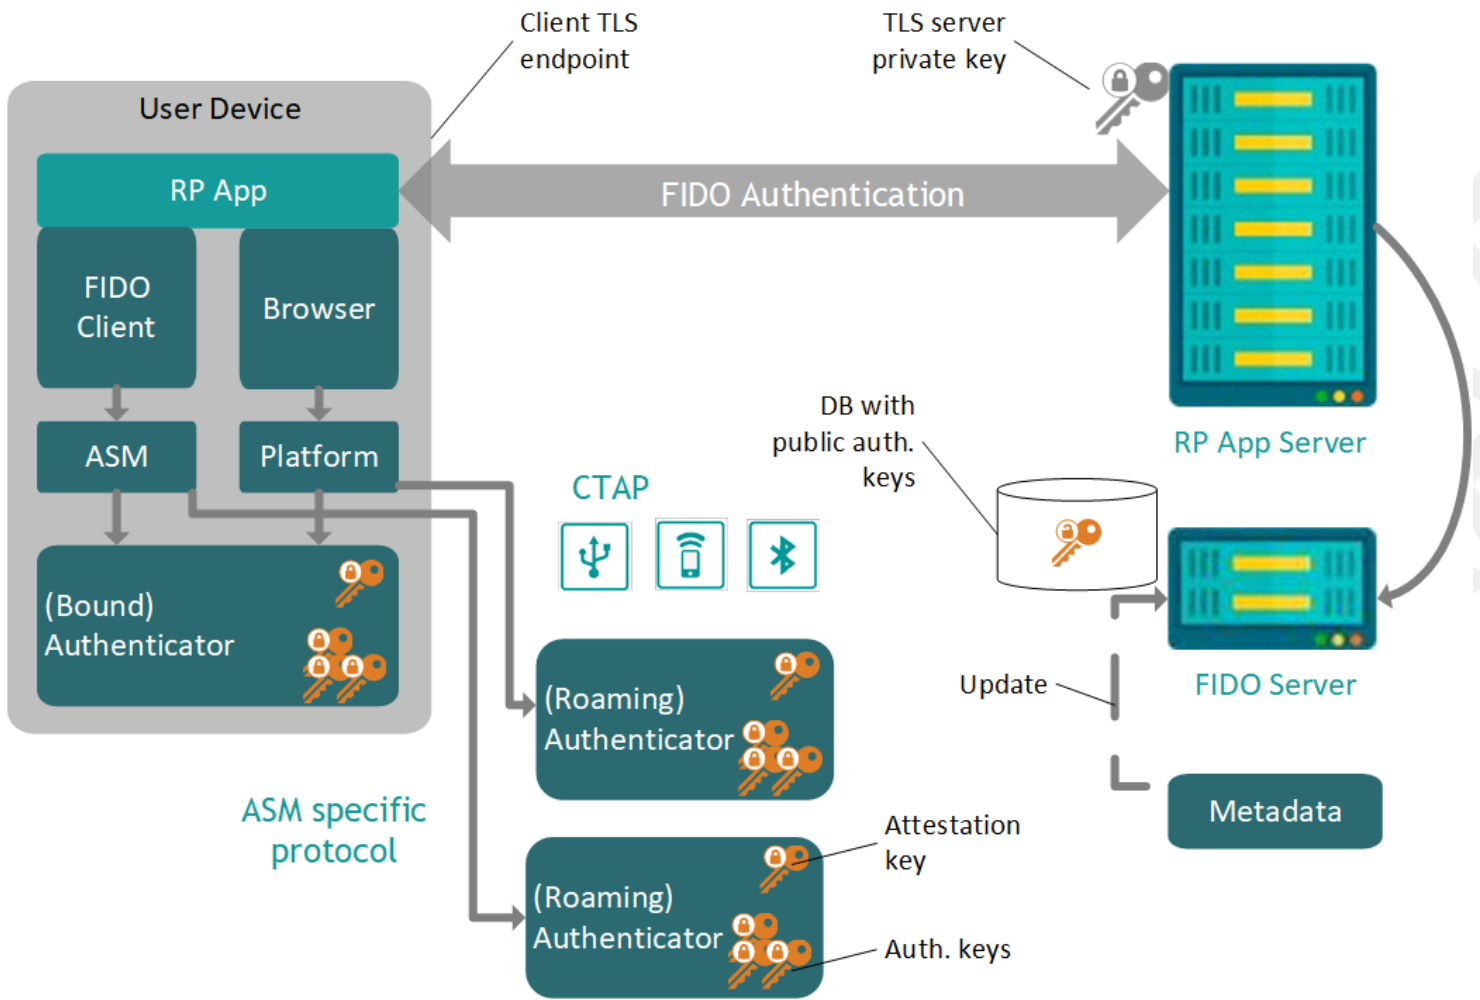 Client TLS
endpoint
TLS server
private key
User Device
RP App
FIDO Authentication
FIDO
Client
Browser
DB with
public auth.
keys
RP App Server
ASM
Platform
CTAP
(Bound)
Authenticator
(Roaming)
Authenticator
Update
FIDO Server
ASM specific
protocol
Metadata
Attestation
key
(Roaming)
Authenticator
Auth. keys